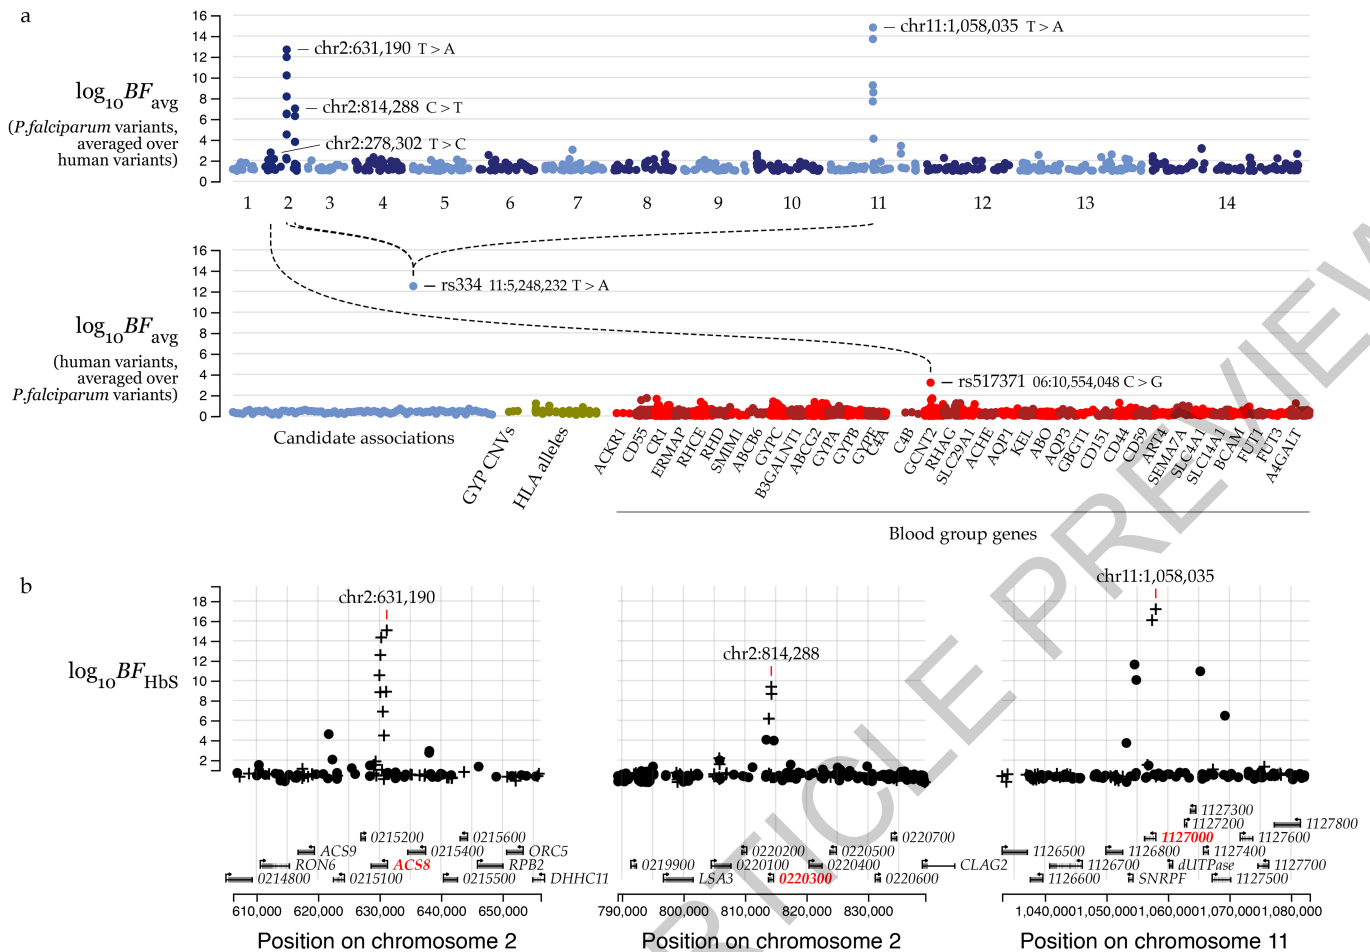 a
16
14
12
10
8
6
4
2
0
log10BFavg
(P.falciparum variants,
averaged over
human variants)
chr2:631,190 T > A
chr2:814,288 C > T
chr2:278,302 T > C
chr11:1,058,035 T > A
1 2 3 4 5 6 7 8 9 10 11 12 13 14
16
14
12
10
8
6
4
2
0
log10BFavg
(human variants,
averaged over
P.falciparum variants)
rs334 11:5,248,232 T > A
rs517371 06:10,554,048 C > G
Candidate associations
GYP CNVs
HLA alleles
ACKR1
CD55
CR1
ERMAP
RHCE
RHD
SMIM1
ABCB6
GYPC
B3GALNT1
ABCG2
GYPA
GYPB
GYPE
C4A
C4B
GCNT2
RHAG
SLC29A1
ACHE
AQP1
KEL
ABO
AQP3
GBGT1
CD151
CD44
CD59
ART4
SEMA7A
SLC4A1
SLC14A1
BCAM
FUT1
FUT3
A4GALT
Blood group genes
ARTICLE PREVIEW
b
18
16
14
12
10
8
6
4
2
log10BFHbS
chr2:631,190
chr2:814,288
chr11:1,058,035
0215200 0215600
ACS9 0215400 ORC5
RON6 ACS8 RPB2
0214800 0215100 0215500 DHHC11
610,000 620,000 630,000 640,000 650,000
Position on chromosome 2
0220700
0220200 0220500
0219900 0220100 0220400 CLAG2
LSA3 0220300 0220600
790,000 800,000 810,000 820,000 830,000
Position on chromosome 2
1127300
1127200 1127800
1127000 1127600
1126500 1126800 1127400
1126700 dUTPase 1127700
1126600 SNRPF 1127500
1,040,000 1,050,000 1,060,000 1,070,000 1,080,000
Position on chromosome 11